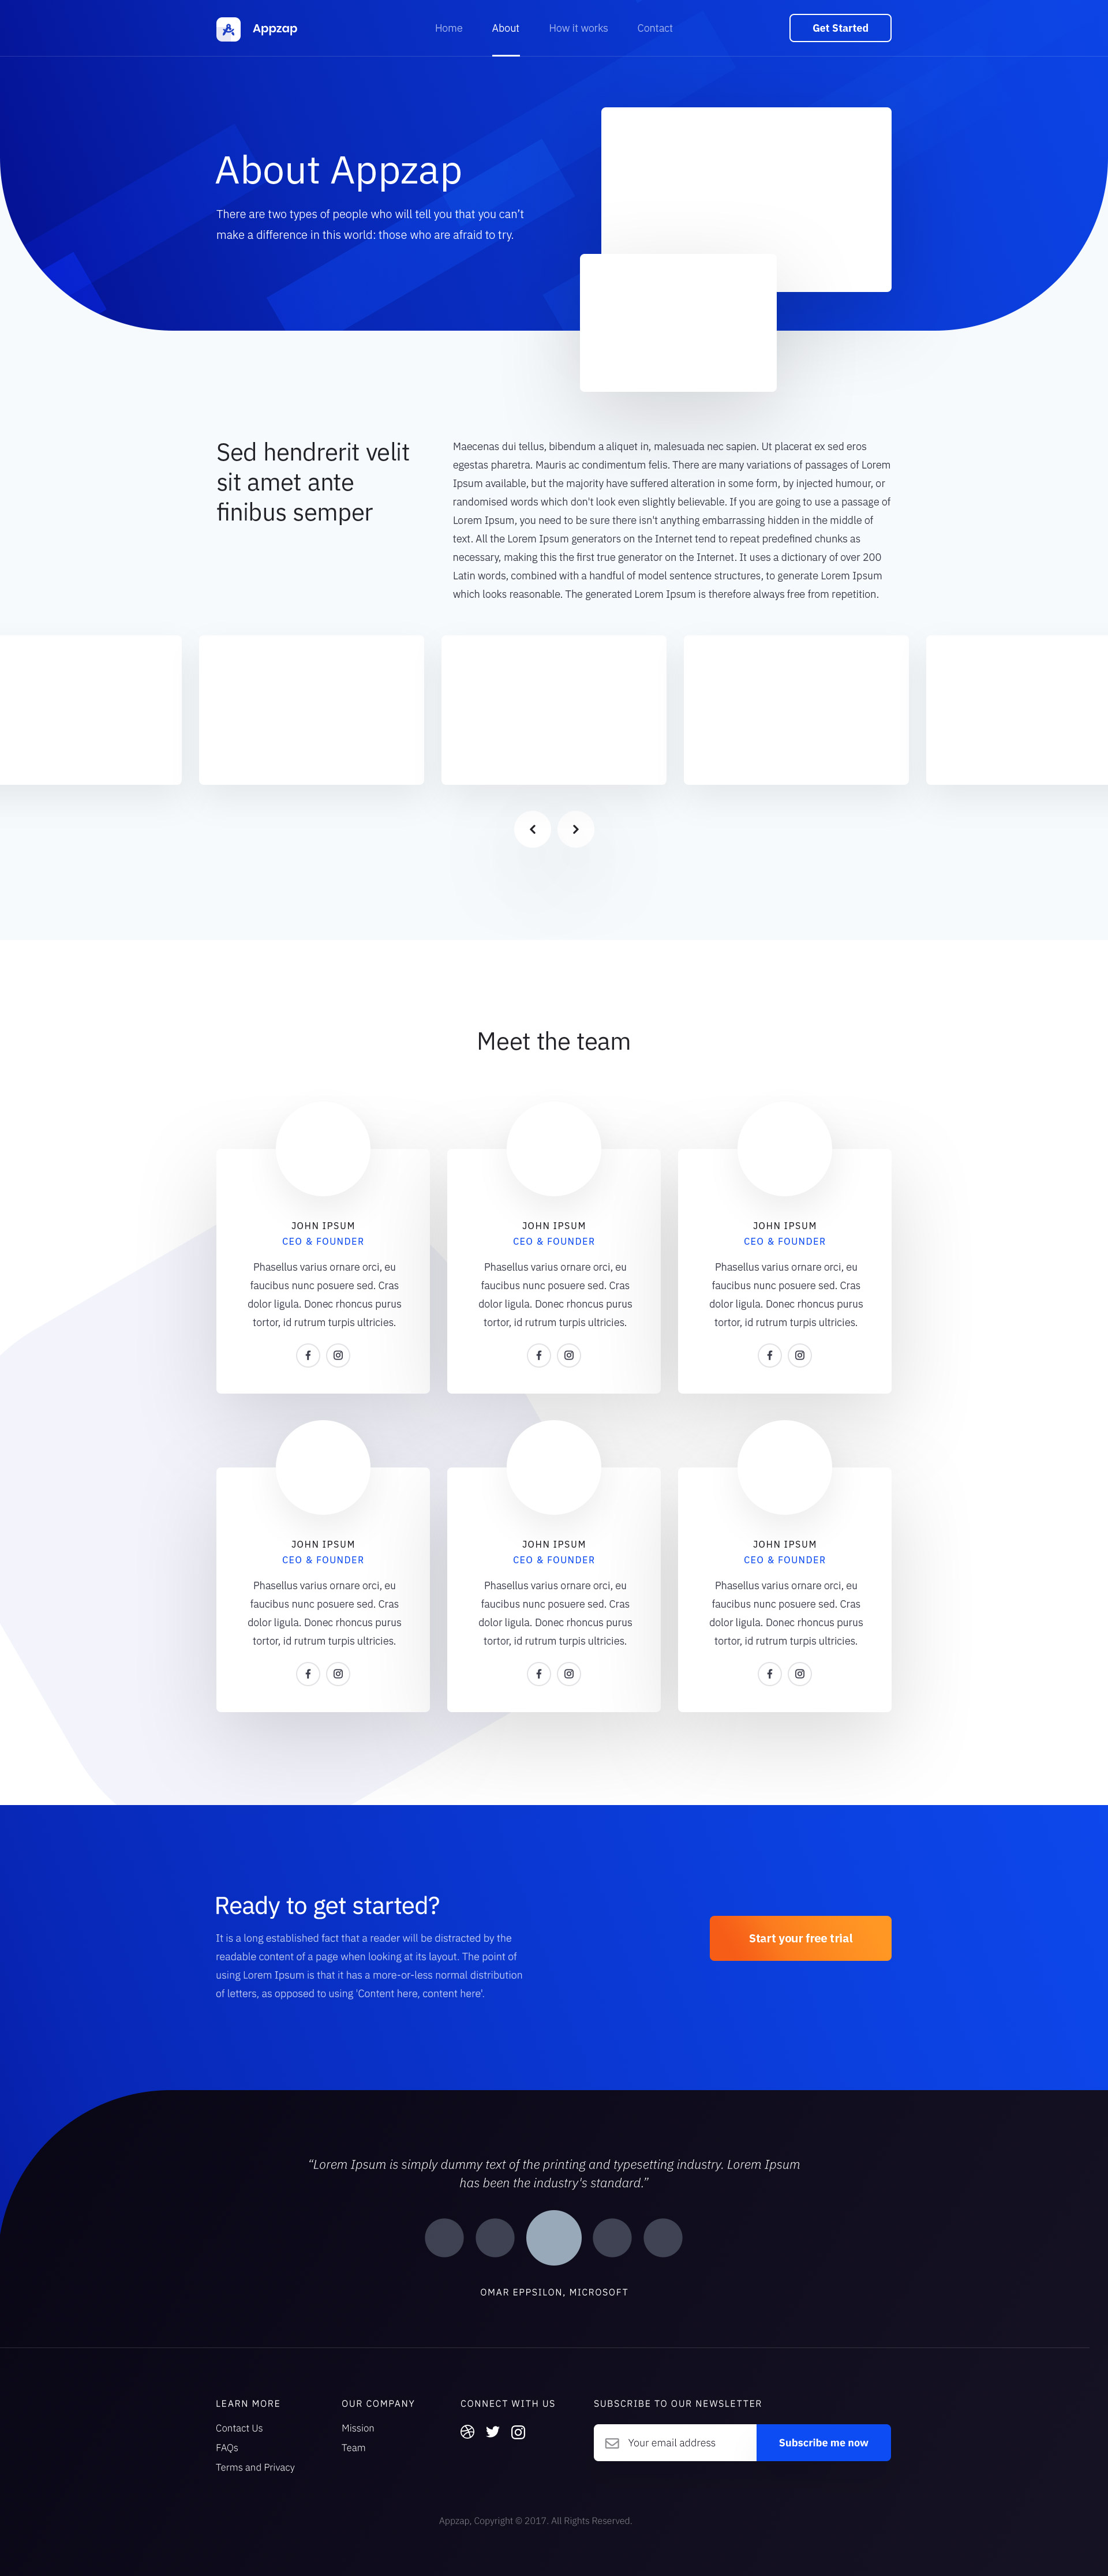 Appzap
Home
About
How it works
Contact
Get Started
About Appzap
There are two types of people who will tell you that you can't
make a difference in this world: those who are afraid to try.
Sed hendrerit velit
sit amet ante
finibus semper
Maecenas dui tellus, bibendum a aliquet in, malesuada nec sapien. Ut placerat ex sed eros
egestas pharetra. Mauris ac condimentum felis. There are many variations of passages of Lorem
Ipsum available, but the majority have suffered alteration in some form, by injected humour, or
randomised words which don't look even slightly believable. If you are going to use a passage of
Lorem Ipsum, you need to be sure there isn't anything embarrassing hidden in the middle of
text. All the Lorem Ipsum generators on the Internet tend to repeat predefined chunks as
necessary, making this the first true generator on the Internet. It uses a dictionary of over 200
Latin words, combined with a handful of model sentence structures, to generate Lorem Ipsum
which looks reasonable. The generated Lorem Ipsum is therefore always free from repetition.
Meet the team
JOHN IPSUM
CEO & FOUNDER
Phasellus varius ornare orci, eu
faucibus nunc posuere sed. Cras
dolor ligula. Donec rhoncus purus
tortor, id rutrum turpis ultricies.
JOHN IPSUM
CEO & FOUNDER
Phasellus varius ornare orci, eu
faucibus nunc posuere sed. Cras
dolor ligula. Donec rhoncus purus
tortor, id rutrum turpis ultricies.
JOHN IPSUM
CEO & FOUNDER
Phasellus varius ornare orci, eu
faucibus nunc posuere sed. Cras
dolor ligula. Donec rhoncus purus
tortor, id rutrum turpis ultricies.
JOHN IPSUM
CEO & FOUNDER
Phasellus varius ornare orci, eu
faucibus nunc posuere sed. Cras
dolor ligula. Donec rhoncus purus
tortor, id rutrum turpis ultricies.
JOHN IPSUM
CEO & FOUNDER
Phasellus varius ornare orci, eu
faucibus nunc posuere sed. Cras
dolor ligula. Donec rhoncus purus
tortor, id rutrum turpis ultricies.
JOHN IPSUM
CEO & FOUNDER
Phasellus varius ornare orci, eu
faucibus nunc posuere sed. Cras
dolor ligula. Donec rhoncus purus
tortor, id rutrum turpis ultricies.
Ready to get started?
It is a long established fact that a reader will be distracted by the
readable content of a page when looking at its layout. The point of
using Lorem Ipsum is that it has a more-or-less normal distribution
of letters, as opposed to using 'Content here, content here'.
Start your free trial
“Lorem Ipsum is simply dummy text of the printing and typesetting industry. Lorem Ipsum
has been the industry's standard.”
OMAR EPPSILON, MICROSOFT
LEARN MORE
Contact Us
FAQs
Terms and Privacy
OUR COMPANY
Mission
Team
CONNECT WITH US
SUBSCRIBE TO OUR NEWSLETTER
Your email address
Subscribe me now
Appzap, Copyright © 2017. All Rights Reserved.